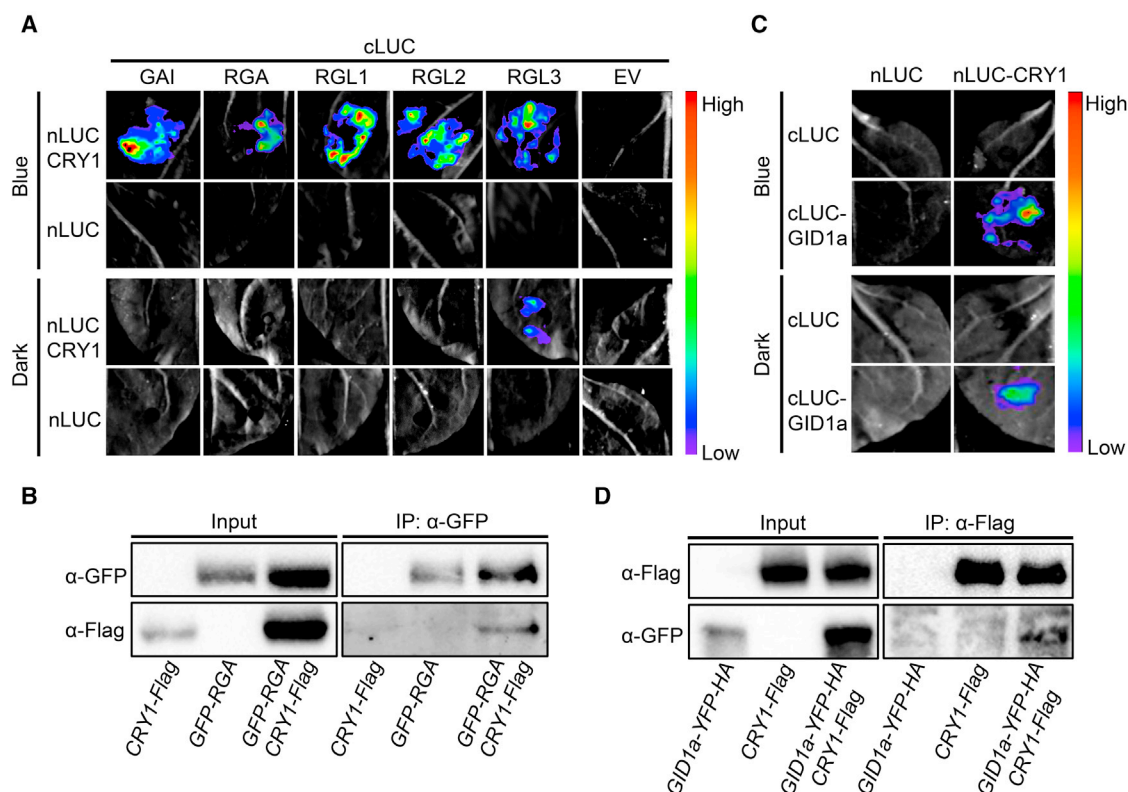 A
cLUC
GAI RGA RGL1 RGL2 RGL3 EV
Blue
nLUC
CRY1
nLUC
Dark
nLUC
CRY1
nLUC
High
Low
C
nLUC nLUC-CRY1
Blue
cLUC
cLUC-
GID1a
Dark
cLUC
cLUC-
GID1a
High
Low
B
Input IP: α-GFP
α-GFP
α-Flag
CRY1-Flag
GFP-RGA
GFP-RGA
CRY1-Flag
CRY1-Flag
GFP-RGA
GFP-RGA
CRY1-Flag
D
Input IP: α-Flag
α-Flag
α-GFP
GID1a-YFP-HA
CRY1-Flag
GID1a-YFP-HA
CRY1-Flag
GID1a-YFP-HA
CRY1-Flag
GID1a-YFP-HA
CRY1-Flag